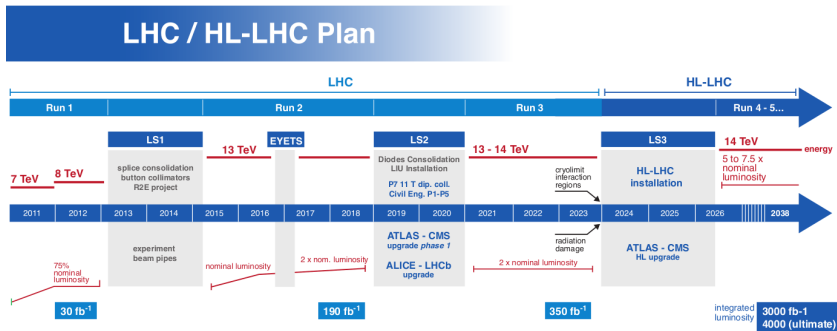 LHC / HL-LHC Plan
LHC
HL-LHC
Run 1
Run 2
Run 3
Run 4 - 5...
LS1
EYETS
LS2
LS3
7 TeV
8 TeV
13 TeV
13 - 14 TeV
14 TeV
energy
splice consolidation
button collimators
R2E project
Diodes Consolidation
LIU Installation
P7 11 T dip. coll.
Civil Eng. P1-P5
cryolimit
interaction
regions
HL-LHC
installation
5 to 7.5 x
nominal
luminosity
2011 2012 2013 2014 2015 2016 2017 2018 2019 2020 2021 2022 2023 2024 2025 2026 2038
75%
nominal
luminosity
experiment
beam pipes
nominal luminosity
2 x nom. luminosity
ATLAS - CMS
upgrade phase 1
ALICE - LHCb
upgrade
2 x nominal luminosity
radiation
damage
ATLAS - CMS
HL upgrade
30 fb-1
190 fb-1
350 fb-1
integrated
luminosity
3000 fb-1
4000 (ultimate)